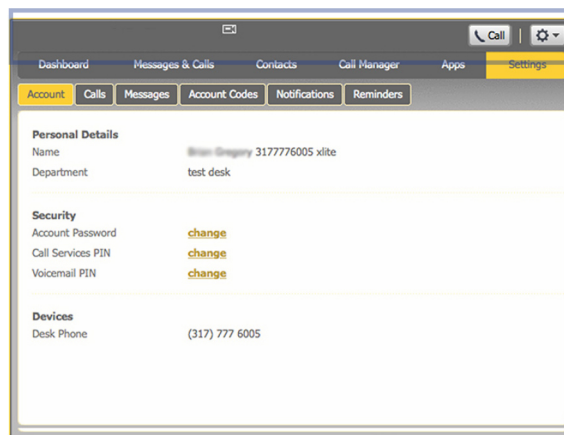 Call
Dashboard Messages & Calls Contacts Call Manager Apps Settings
Account Calls Messages Account Codes Notifications Reminders
Personal Details
Name 3177776005 xlite
Department test desk
Security
Account Password change
Call Services PIN change
Voicemail PIN change
Devices
Desk Phone (317) 777 6005